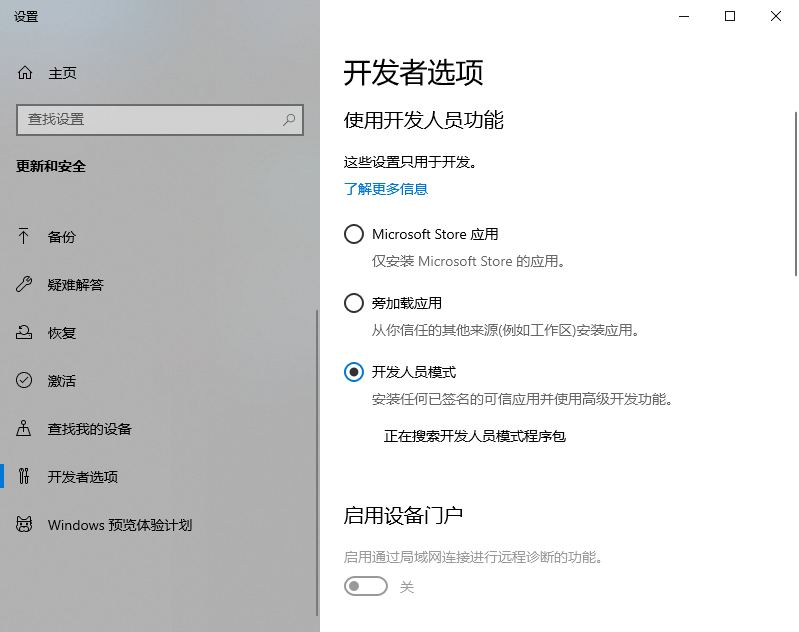 设置
主页
查找设置
更新和安全
备份
疑难解答
恢复
激活
查找我的设备
开发者选项
Windows 预览体验计划
开发者选项
使用开发人员功能
这些设置只用于开发。
了解更多信息
Microsoft Store 应用
仅安装 Microsoft Store 的应用。
旁加载应用
从你信任的其他来源(例如工作区)安装应用。
开发人员模式
安装任何已签名的可信应用并使用高级开发功能。
正在搜索开发人员模式程序包
启用设备门户
启用通过局域网连接进行远程诊断的功能。
关